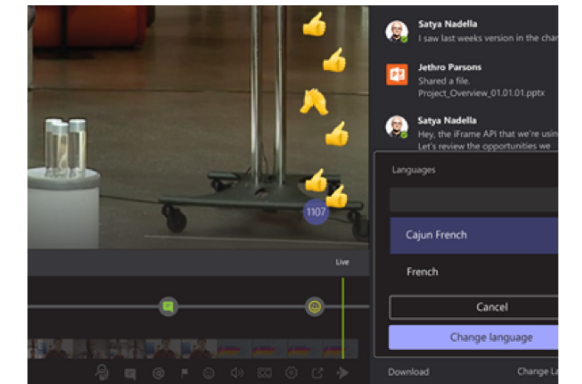 Satya Nadella
I saw last weeks version in the char
Jethro Parsons
Shared a file.
Project_Overview_01.01.01.pptx
Satya Nadella
Hey, the iFrame API that we're usin
Let's review the opportunities we
Languages
Cajun French
French
Cancel
Change language
Download
Change La
1107
Live
CC